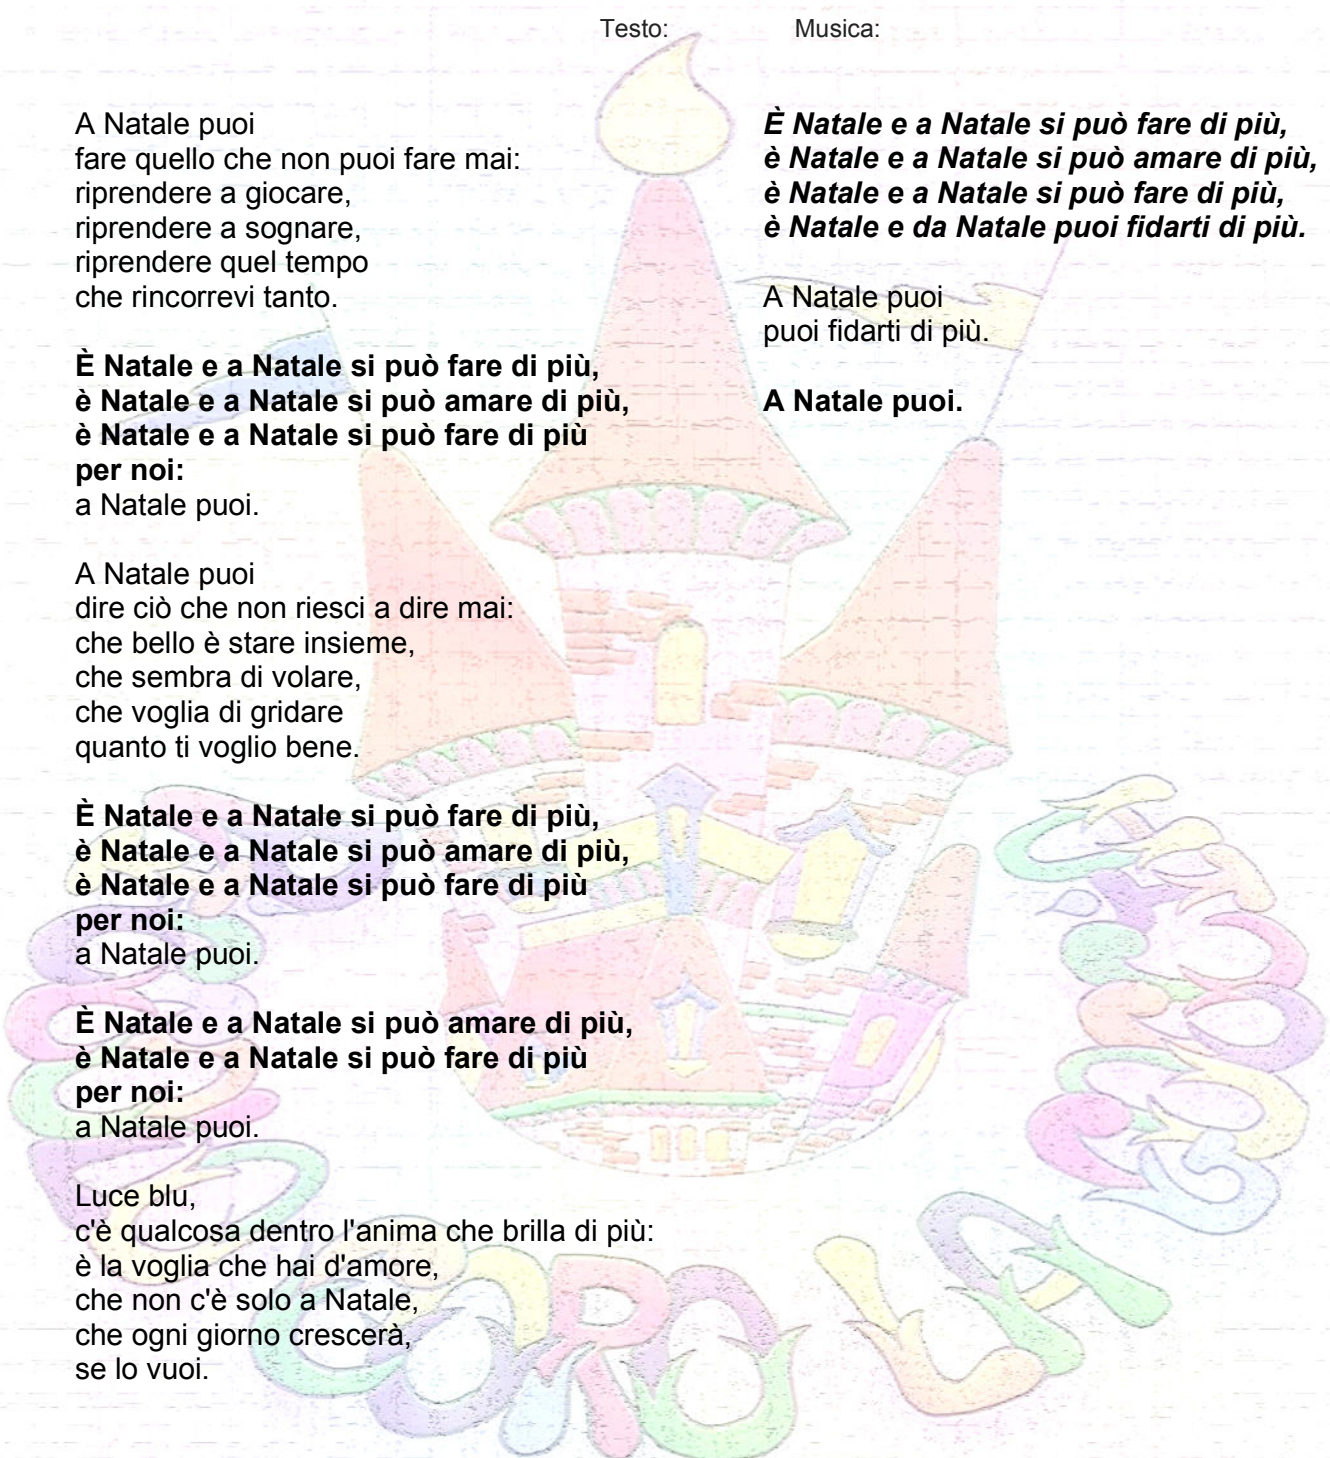 Testo: Musica:
A Natale puoi
fare quello che non puoi fare mai:
riprendere a giocare,
riprendere a sognare,
riprendere quel tempo
che rincorrevi tanto.
È Natale e a Natale si può fare di più,
è Natale e a Natale si può amare di più,
è Natale e a Natale si può fare di più
per noi:
a Natale puoi.
A Natale puoi
dire ciò che non riesci a dire mai:
che bello è stare insieme,
che sembra di volare,
che voglia di gridare
quanto ti voglio bene.
È Natale e a Natale si può fare di più,
è Natale e a Natale si può amare di più,
è Natale e a Natale si può fare di più
per noi:
a Natale puoi.
È Natale e a Natale si può amare di più,
è Natale e a Natale si può fare di più
per noi:
a Natale puoi.
Luce blu,
c'è qualcosa dentro l'anima che brilla di più:
è la voglia che hai d'amore,
che non c'è solo a Natale,
che ogni giorno crescerà,
se lo vuoi.
È Natale e a Natale si può fare di più,
è Natale e a Natale si può amare di più,
è Natale e a Natale si può fare di più,
è Natale e da Natale puoi fidarti di più.
A Natale puoi
puoi fidarti di più.
A Natale puoi.
CORO LA